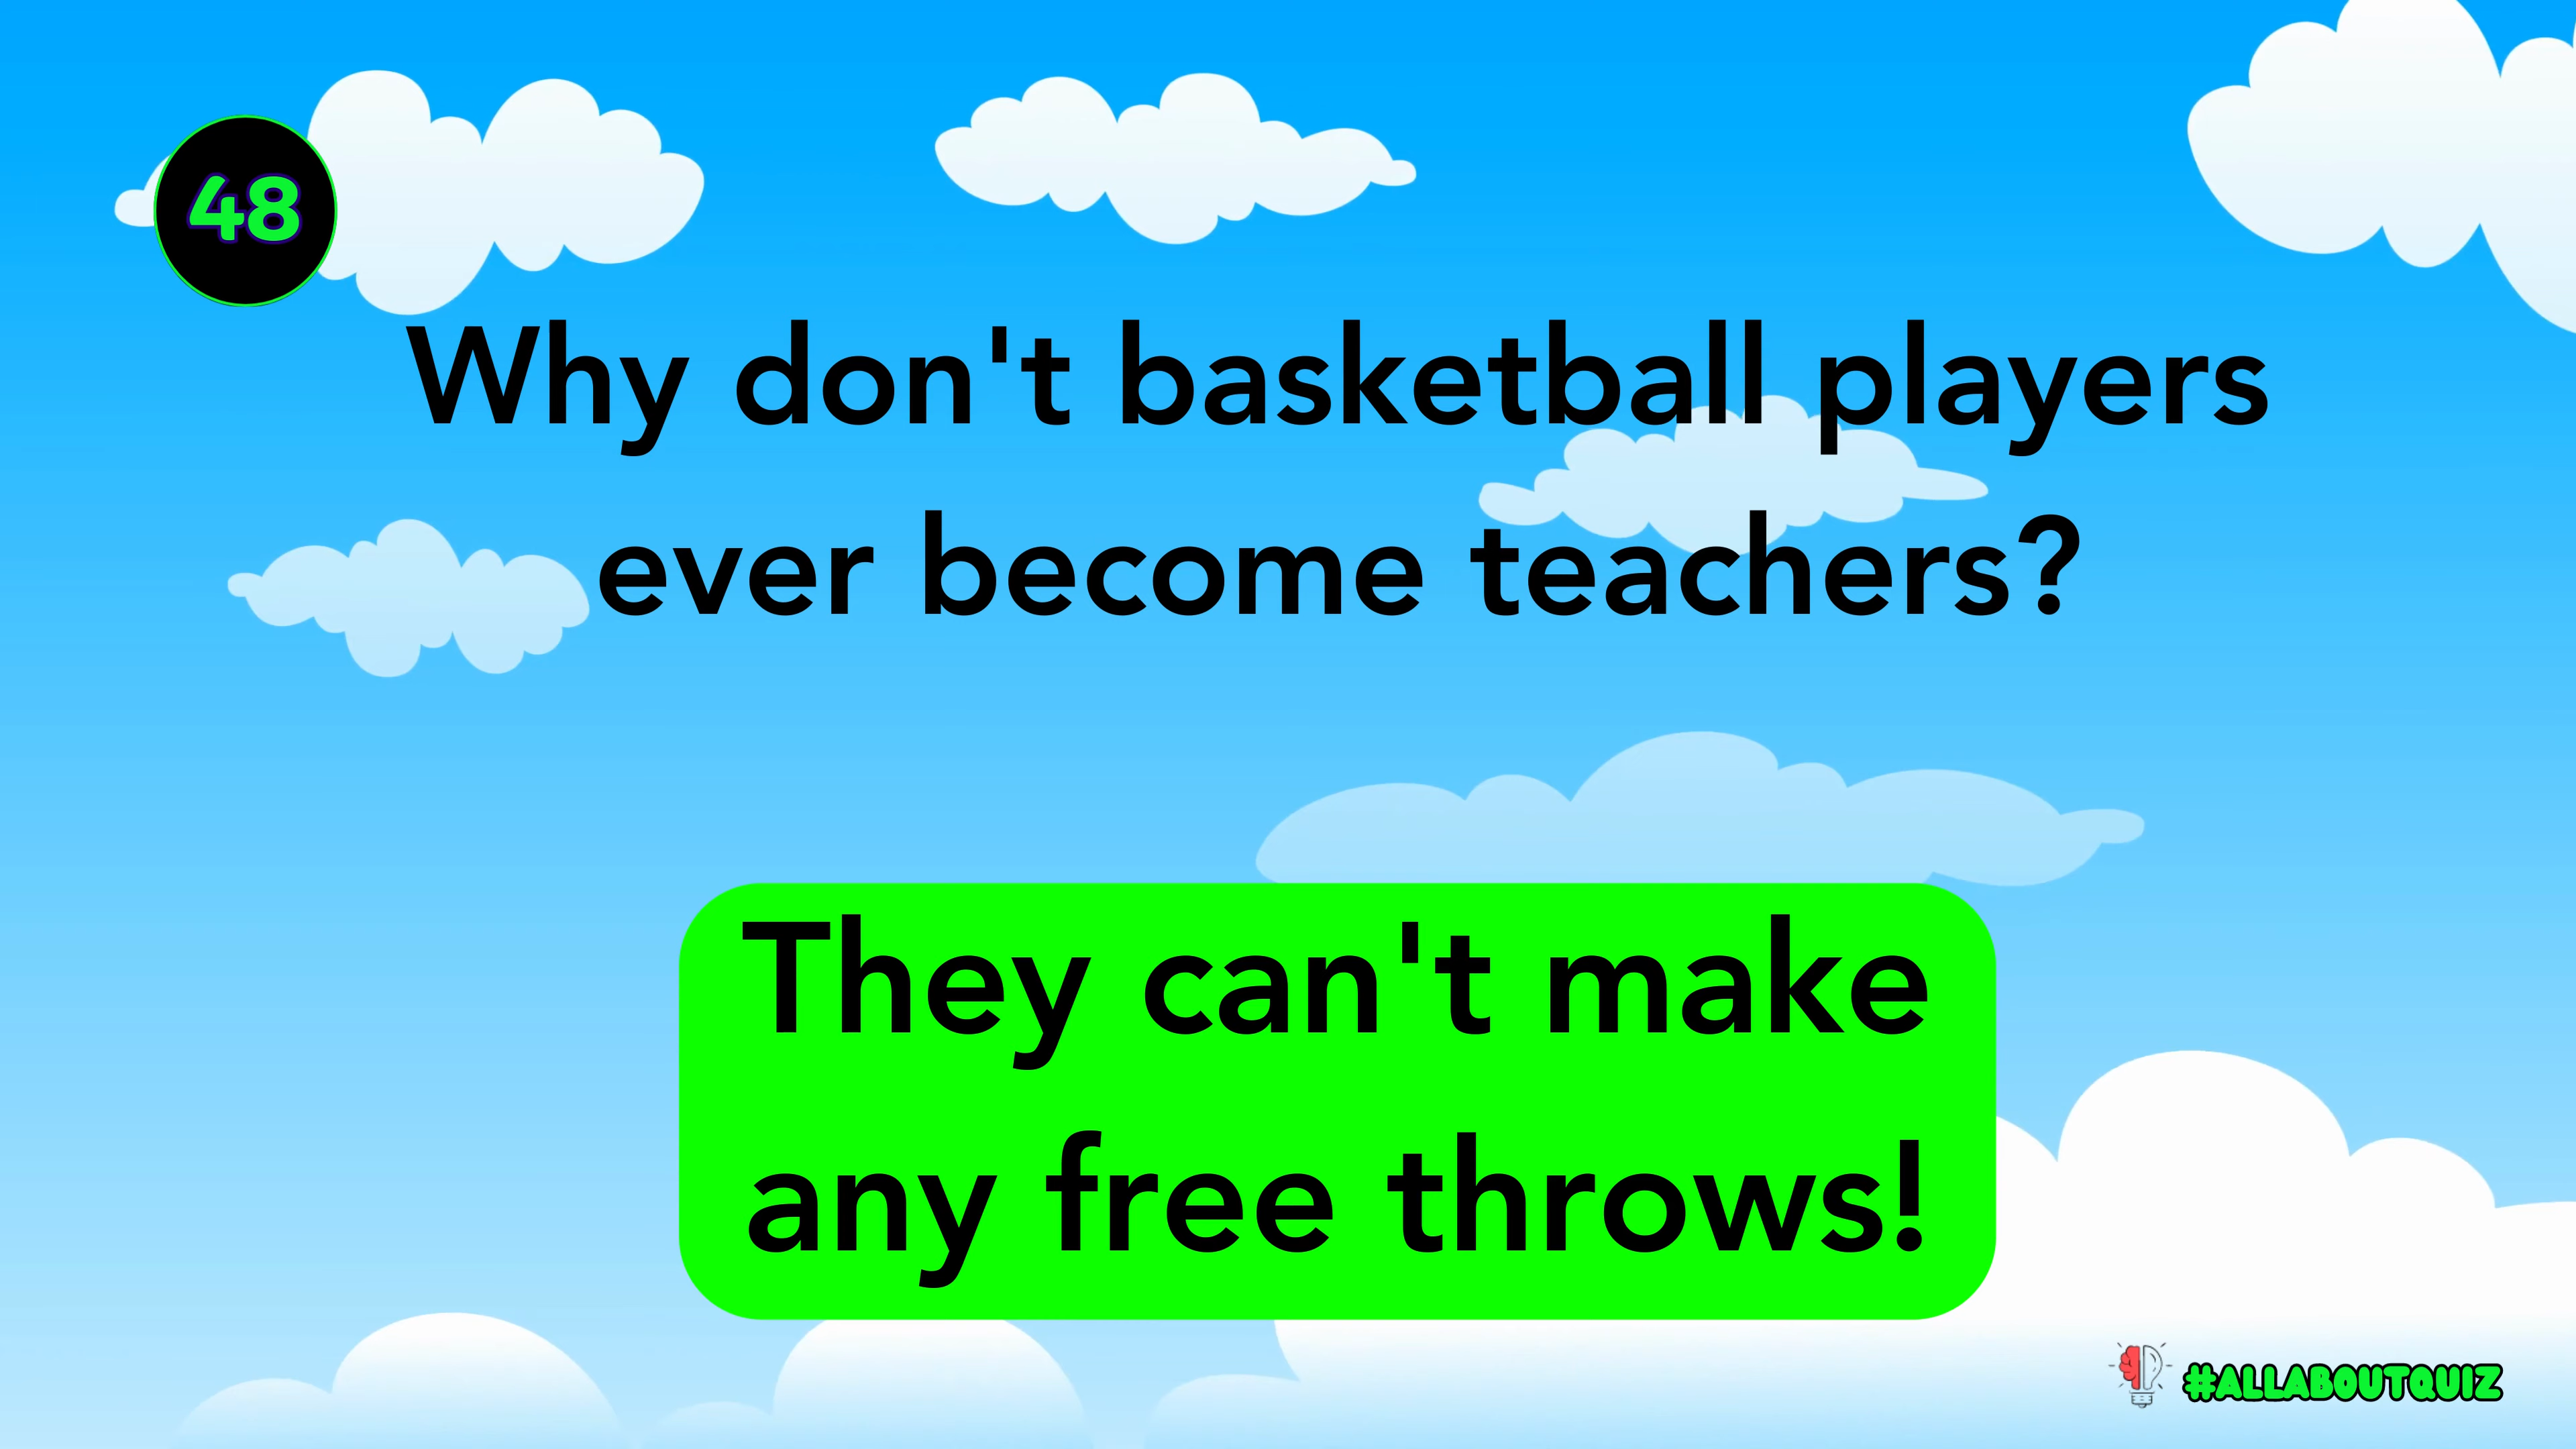 48
Why don't basketball players
ever become teachers?
They can't make
any free throws!
#ALLABOUTQUIZ